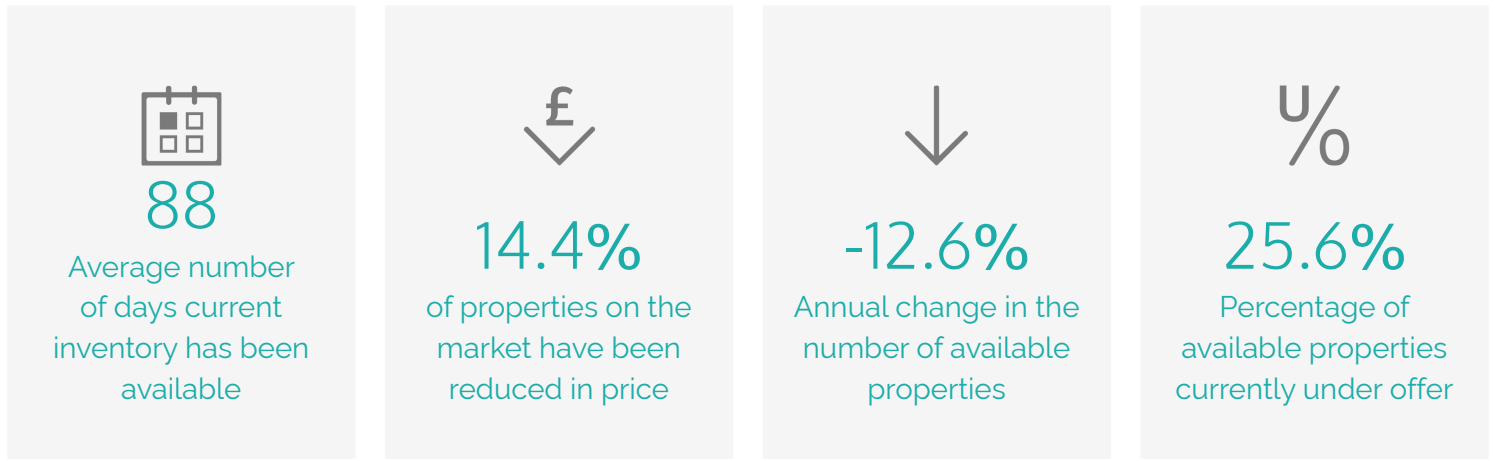 88
Average number
of days current
inventory has been
available
£
14.4%
of properties on the
market have been
reduced in price
-12.6%
Annual change in the
number of available
properties
U/O
25.6%
Percentage of
available properties
currently under offer